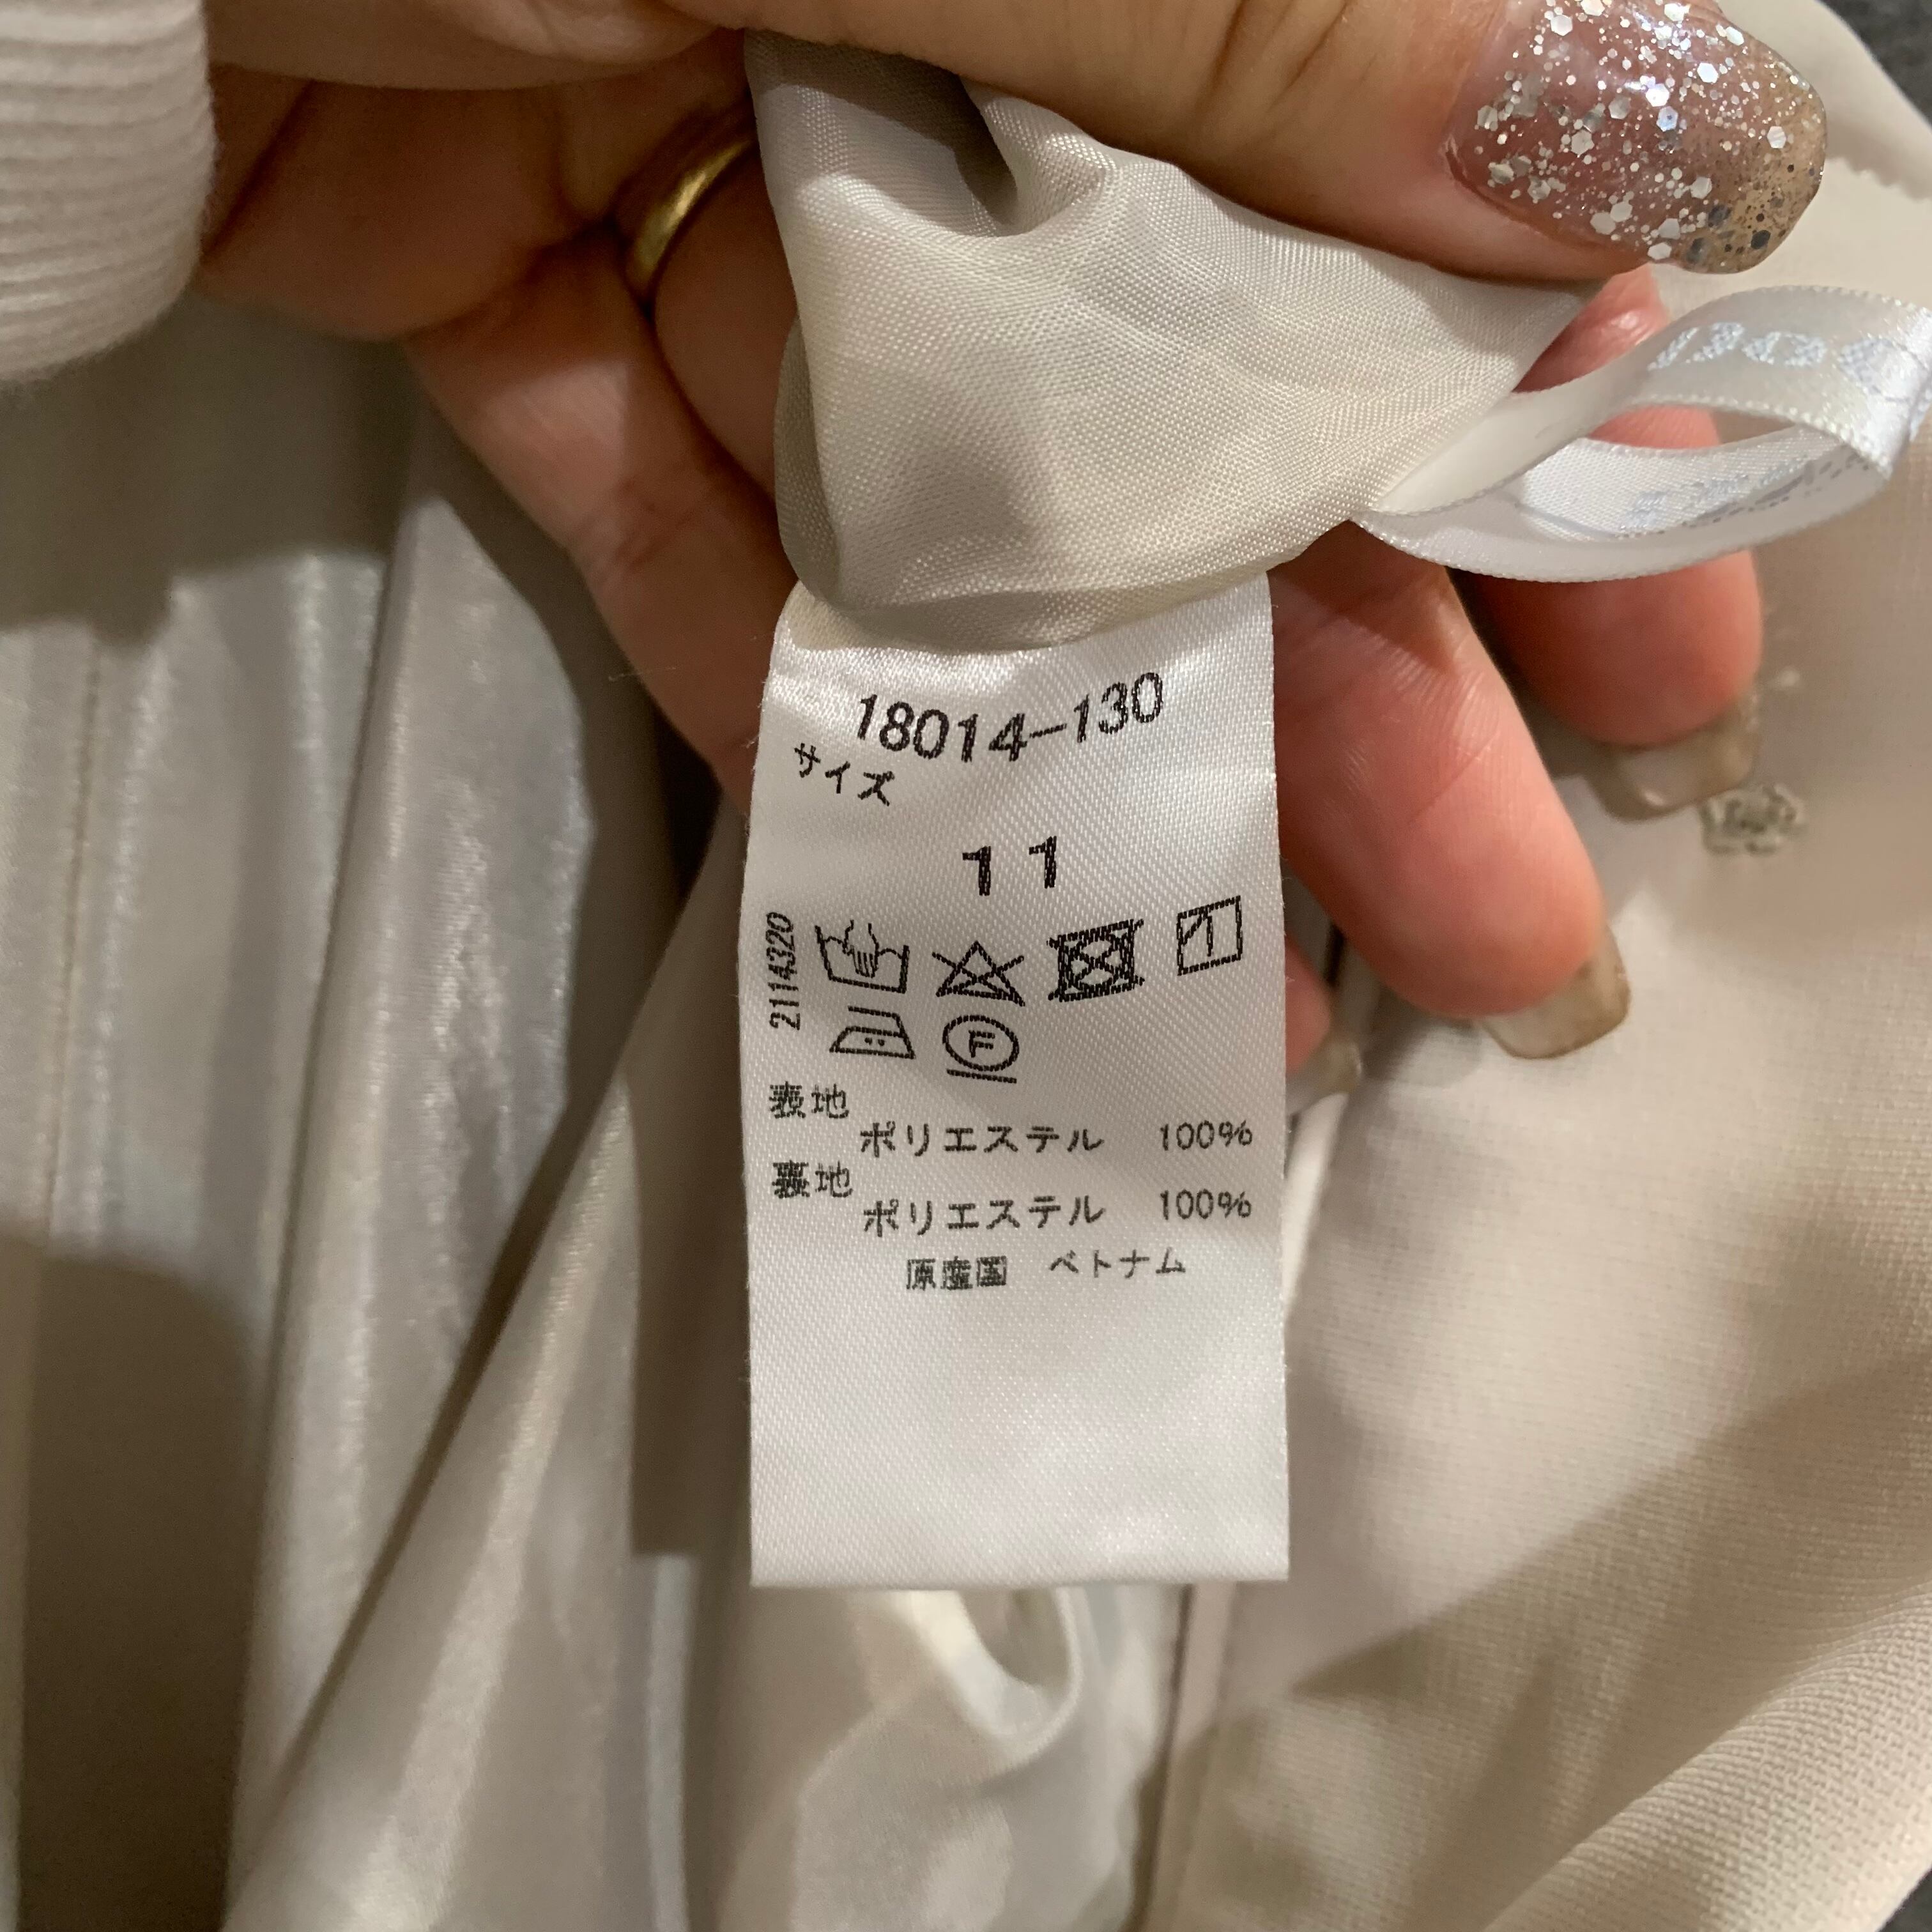 18014-130
サイズ
11
2114320
F
表地
ポリエステル 100%
裏地
ポリエステル 100%
原産国 ベトナム